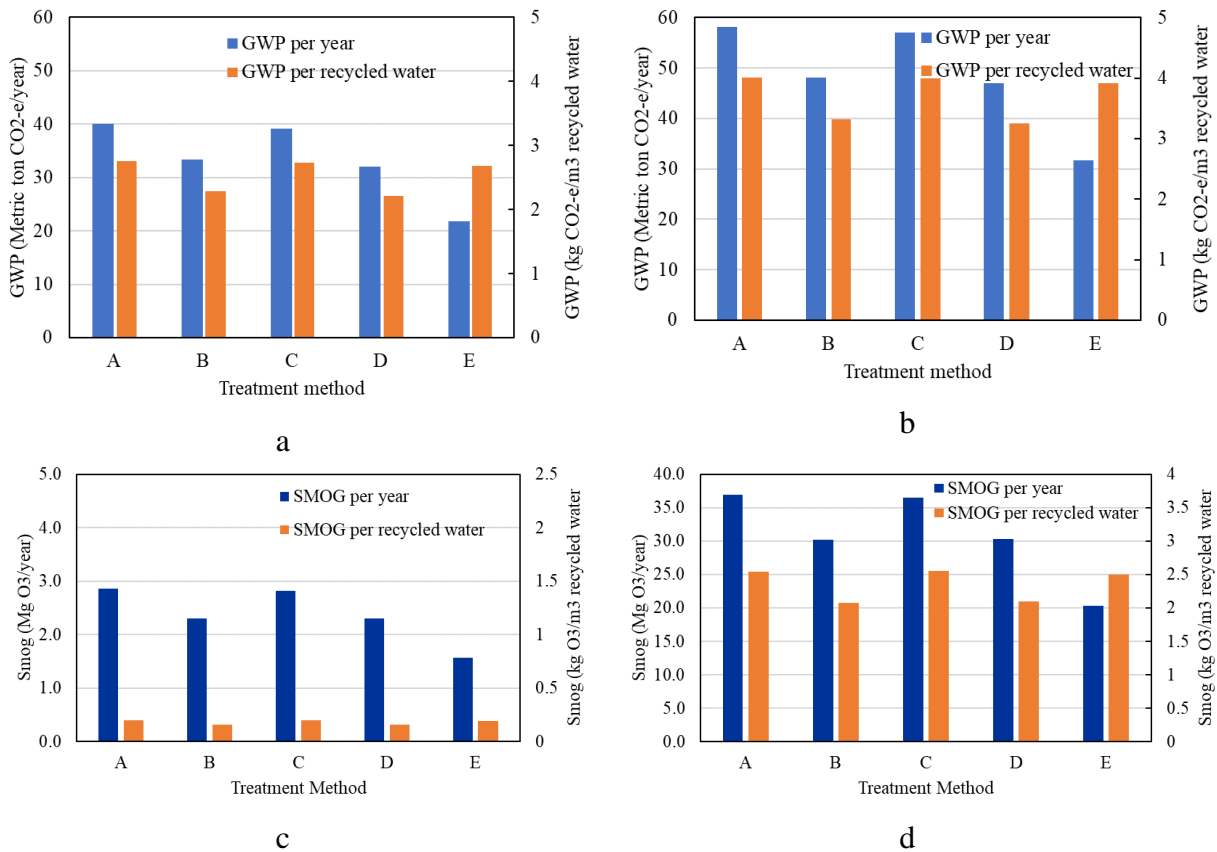 60
50
40
30
20
10
0
GWP (Metric ton CO2-e/year)
GWP per year
GWP per recycled water
5
4
3
2
1
0
GWP (kg CO2-e/m3 recycled water
A B C D E
Treatment method
a
60
50
40
30
20
10
0
GWP (Metric ton CO2-e/year)
GWP per year
GWP per recycled water
5
4
3
2
1
0
GWP (kg CO2-e/m3 recycled water
A B C D E
Treatment method
b
5.0
4.0
3.0
2.0
1.0
0.0
Smog (Mg O3/year)
SMOG per year
SMOG per recycled water
2.5
2
1.5
1
0.5
0
Smog (kg O3/m3 recycled water
A B C D E
Treatment Method
c
40.0
35.0
30.0
25.0
20.0
15.0
10.0
5.0
0.0
Smog (Mg O3/year)
SMOG per year
SMOG per recycled water
4
3.5
3
2.5
2
1.5
1
0.5
0
Smog (kg O3/m3 recycled water
A B C D E
Treatment Method
d